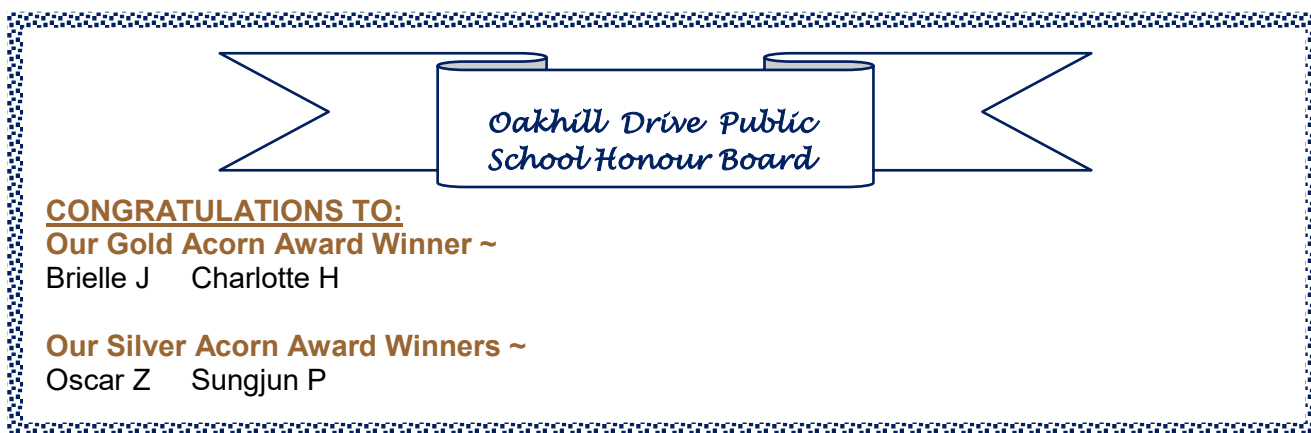 Oakhill Drive Public
School Honour Board
CONGRATULATIONS TO:
Our Gold Acorn Award Winner ~
Brielle J Charlotte H
Our Silver Acorn Award Winners ~
Oscar Z Sungjun P